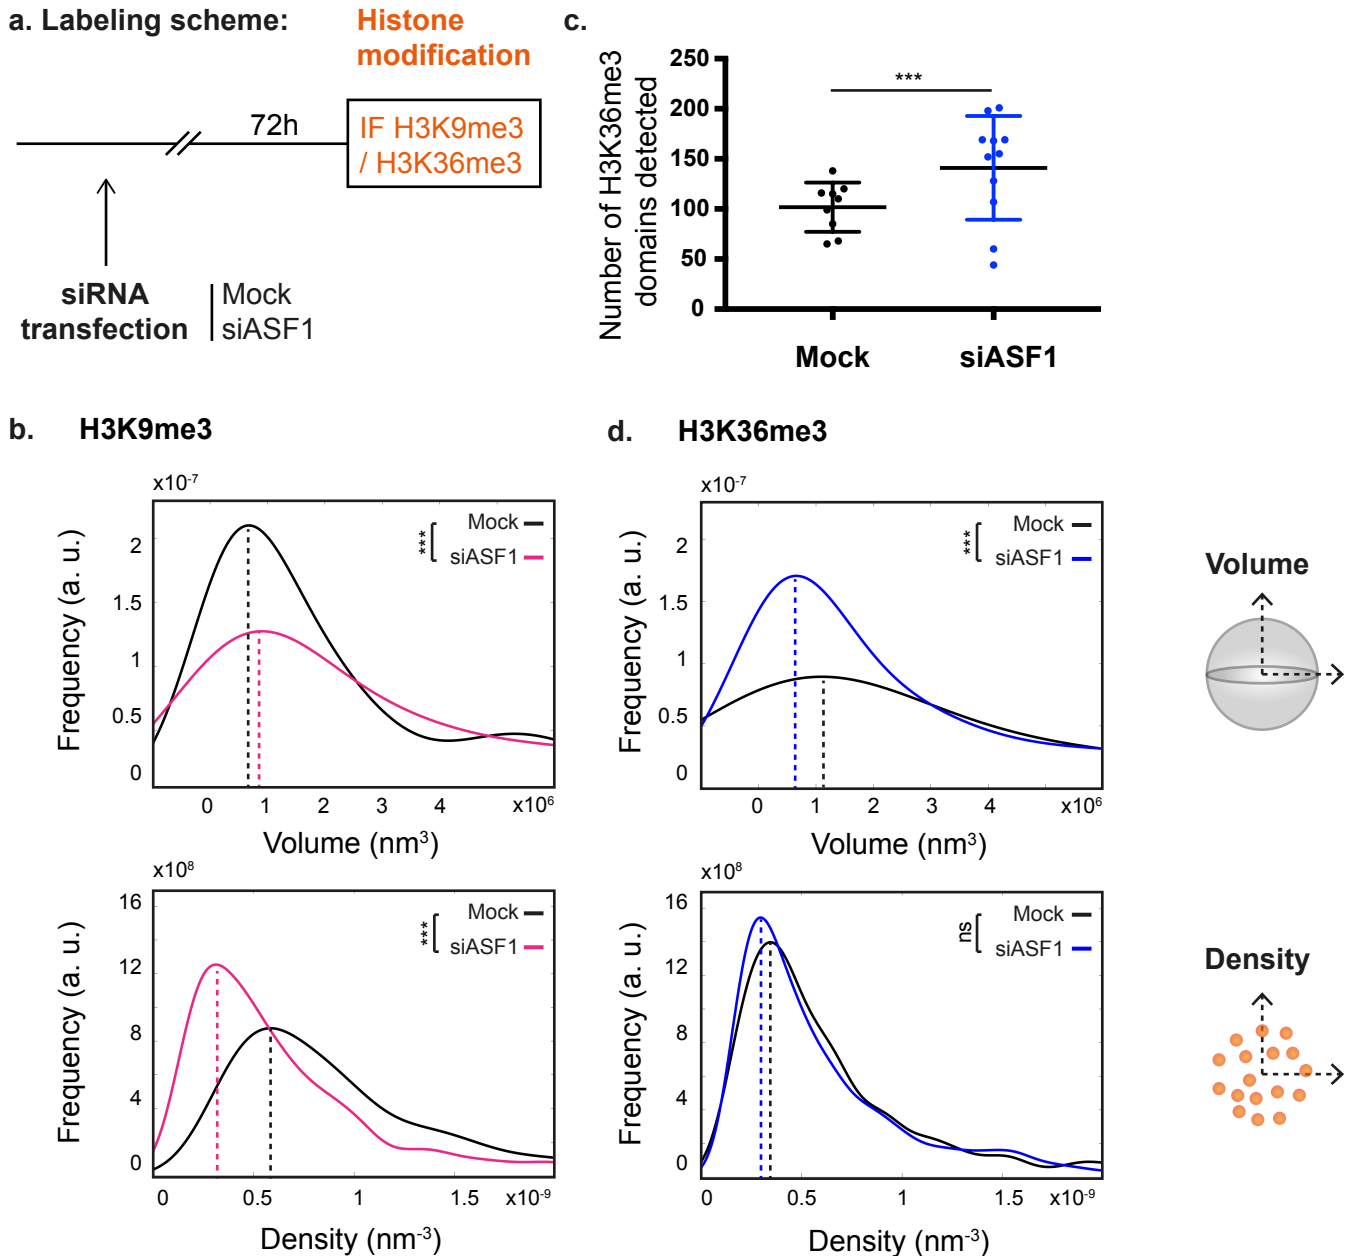 a. Labeling scheme:
Histone
modification
72h
IF H3K9me3
/ H3K36me3
siRNA
transfection
Mock
siASF1
c.
Number of H3K36me3
domains detected
250
200
150
100
50
0
***
Mock
siASF1
b. H3K9me3
x10⁻⁷
Frequency (a. u.)
2
1.5
1
0.5
0
Mock
siASF1
***
0 1 2 3 4 x10⁶
Volume (nm³)
x10⁸
Frequency (a. u.)
16
12
8
4
0
Mock
siASF1
***
0 0.5 1 1.5 x10⁻⁹
Density (nm⁻³)
d. H3K36me3
x10⁻⁷
Frequency (a. u.)
2
1.5
1
0.5
0
Mock
siASF1
***
0 1 2 3 4 x10⁶
Volume (nm³)
x10⁸
Frequency (a. u.)
16
12
8
4
0
Mock
siASF1
ns
0 0.5 1 1.5 x10⁻⁹
Density (nm⁻³)
Volume
Density